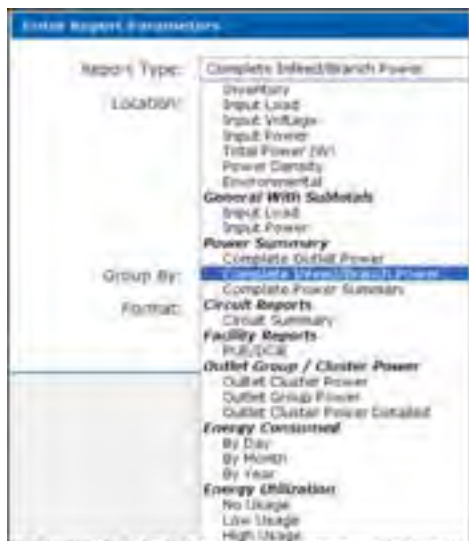 Enter Report Parameters
Report Type: Complete Infeed/Branch Power
Location:
Inventory
Input Load
Input Voltage
Input Power
Total Power (W)
Power Density
Environmental
General With Subtotals
Input Load
Input Power
Power Summary
Complete Outlet Power
Group By:
Complete Infeed/Branch Power
Complete Power Summary
Format:
Circuit Reports
Circuit Summary
Facility Reports
PUE/DCiE
Outlet Group / Cluster Power
Outlet Cluster Power
Outlet Group Power
Outlet Cluster Power Detailed
Energy Consumed
By Day
By Month
By Year
Energy Utilization
No Usage
Low Usage
High Usage